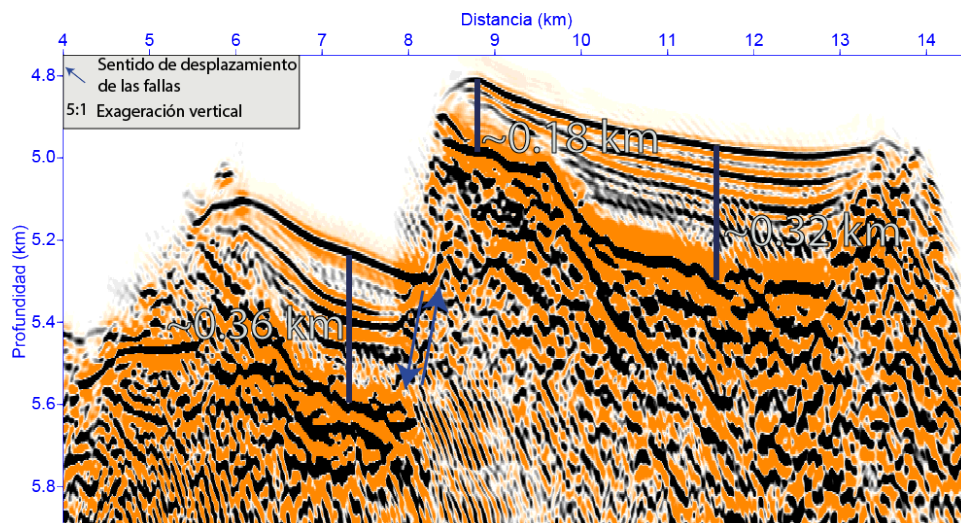 Distancia (km)
4 5 6 7 8 9 10 11 12 13 14
Sentido de desplazamiento
de las fallas
5:1 Exageración vertical
Profundidad (km)
4.8
5.0
5.2
5.4
5.6
5.8
~0.18 km
~0.32 km
~0.36 km